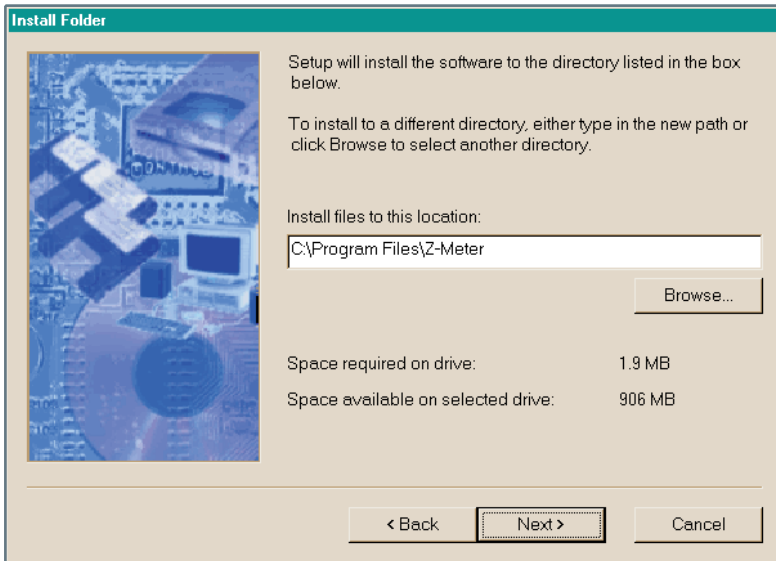 Install Folder
Setup will install the software to the directory listed in the box
below.
To install to a different directory, either type in the new path or
click Browse to select another directory.
Install files to this location:
C:\Program Files\Z-Meter
Browse...
Space required on drive: 1.9 MB
Space available on selected drive: 906 MB
< Back Next > Cancel